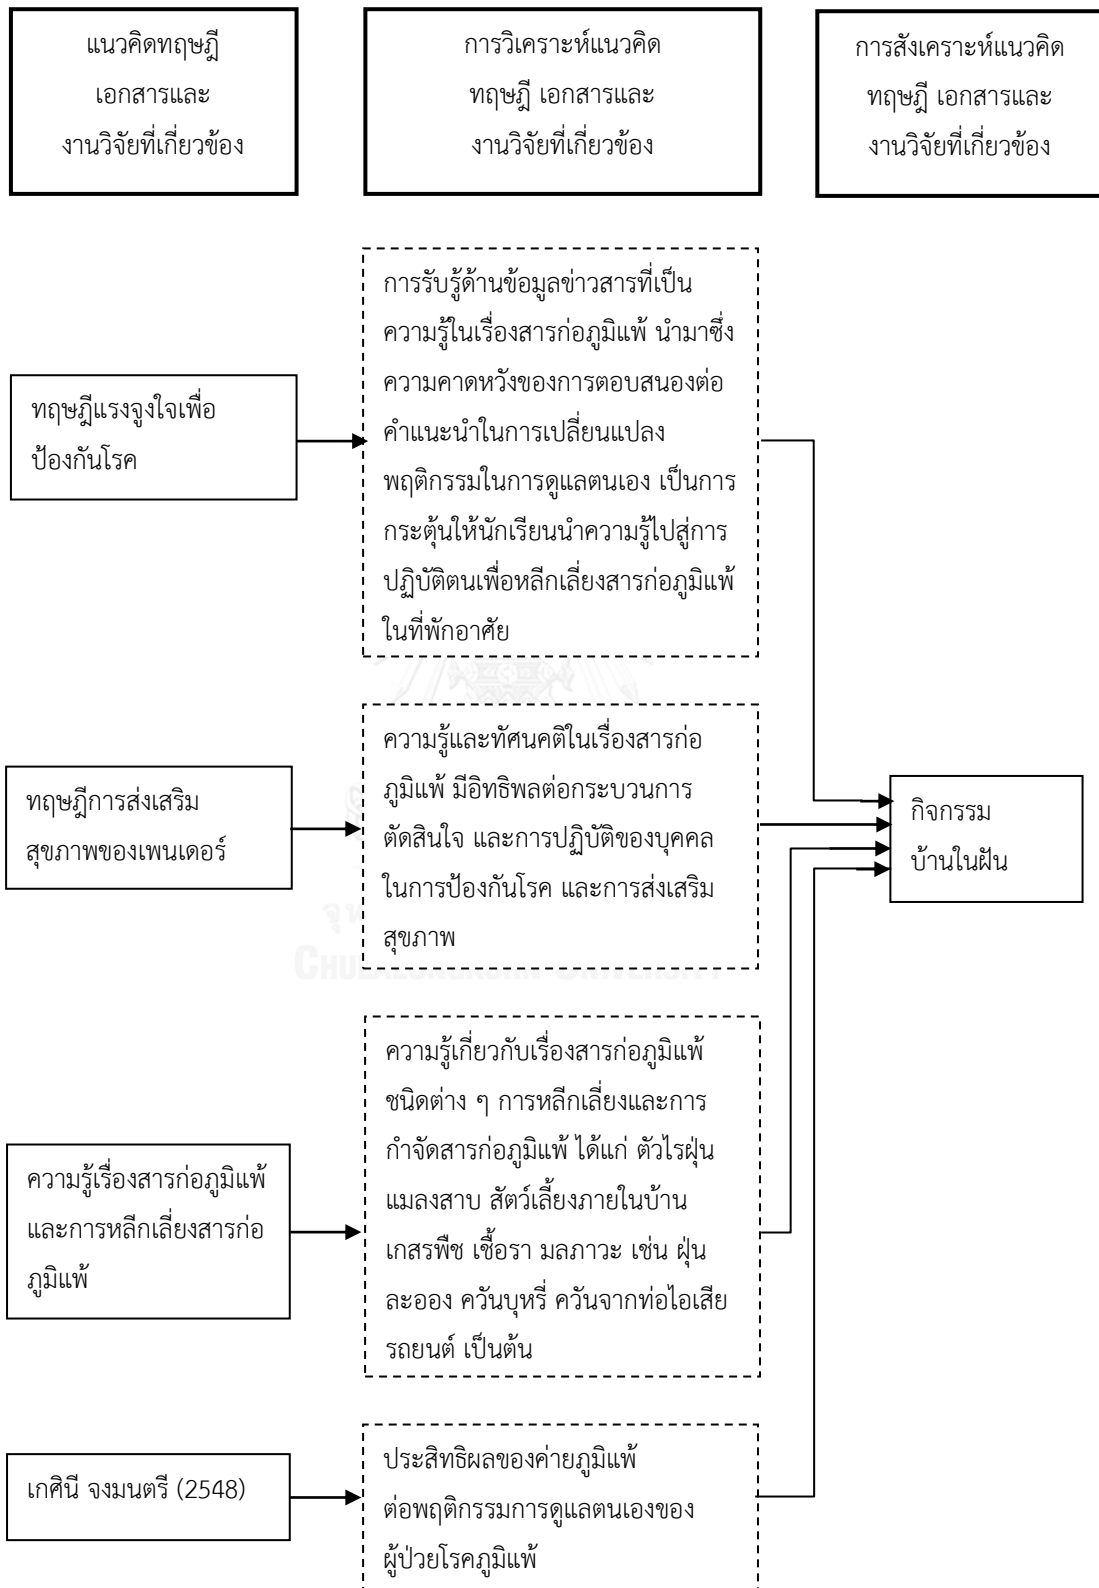 แนวคิดทฤษฎี
เอกสารและ
งานวิจัยที่เกี่ยวข้อง
การวิเคราะห์แนวคิด
ทฤษฎี เอกสารและ
งานวิจัยที่เกี่ยวข้อง
การสังเคราะห์แนวคิด
ทฤษฎี เอกสารและ
งานวิจัยที่เกี่ยวข้อง
ทฤษฎีแรงจูงใจเพื่อ
ป้องกันโรค
การรับรู้ด้านข้อมูลข่าวสารที่เป็น
ความรู้ในเรื่องสารก่อภูมิแพ้ นำมาซึ่ง
ความคาดหวังของการตอบสนองต่อ
คำแนะนำในการเปลี่ยนแปลง
พฤติกรรมในการดูแลตนเอง เป็นการ
กระตุ้นให้นักเรียนนำความรู้ไปสู่การ
ปฏิบัติตนเพื่อหลีกเลี่ยงสารก่อภูมิแพ้
ในที่พักอาศัย
ทฤษฎีการส่งเสริม
สุขภาพของเพนเดอร์
ความรู้และทัศนคติในเรื่องสารก่อ
ภูมิแพ้ มีอิทธิพลต่อกระบวนการ
ตัดสินใจ และการปฏิบัติของบุคคล
ในการป้องกันโรค และการส่งเสริม
สุขภาพ
กิจกรรม
บ้านในฝัน
ความรู้เรื่องสารก่อภูมิแพ้
และการหลีกเลี่ยงสารก่อ
ภูมิแพ้
ความรู้เกี่ยวกับเรื่องสารก่อภูมิแพ้
ชนิดต่าง ๆ การหลีกเลี่ยงและการ
กำจัดสารก่อภูมิแพ้ ได้แก่ ตัวไรฝุ่น
แมลงสาบ สัตว์เลี้ยงภายในบ้าน
เกสรพืช เชื้อรา มลภาวะ เช่น ฝุ่น
ละออง ควันบุหรี่ ควันจากท่อไอเสีย
รถยนต์ เป็นต้น
เกศินี จงมนตรี (2548)
ประสิทธิผลของค่ายภูมิแพ้
ต่อพฤติกรรมการดูแลตนเองของ
ผู้ป่วยโรคภูมิแพ้